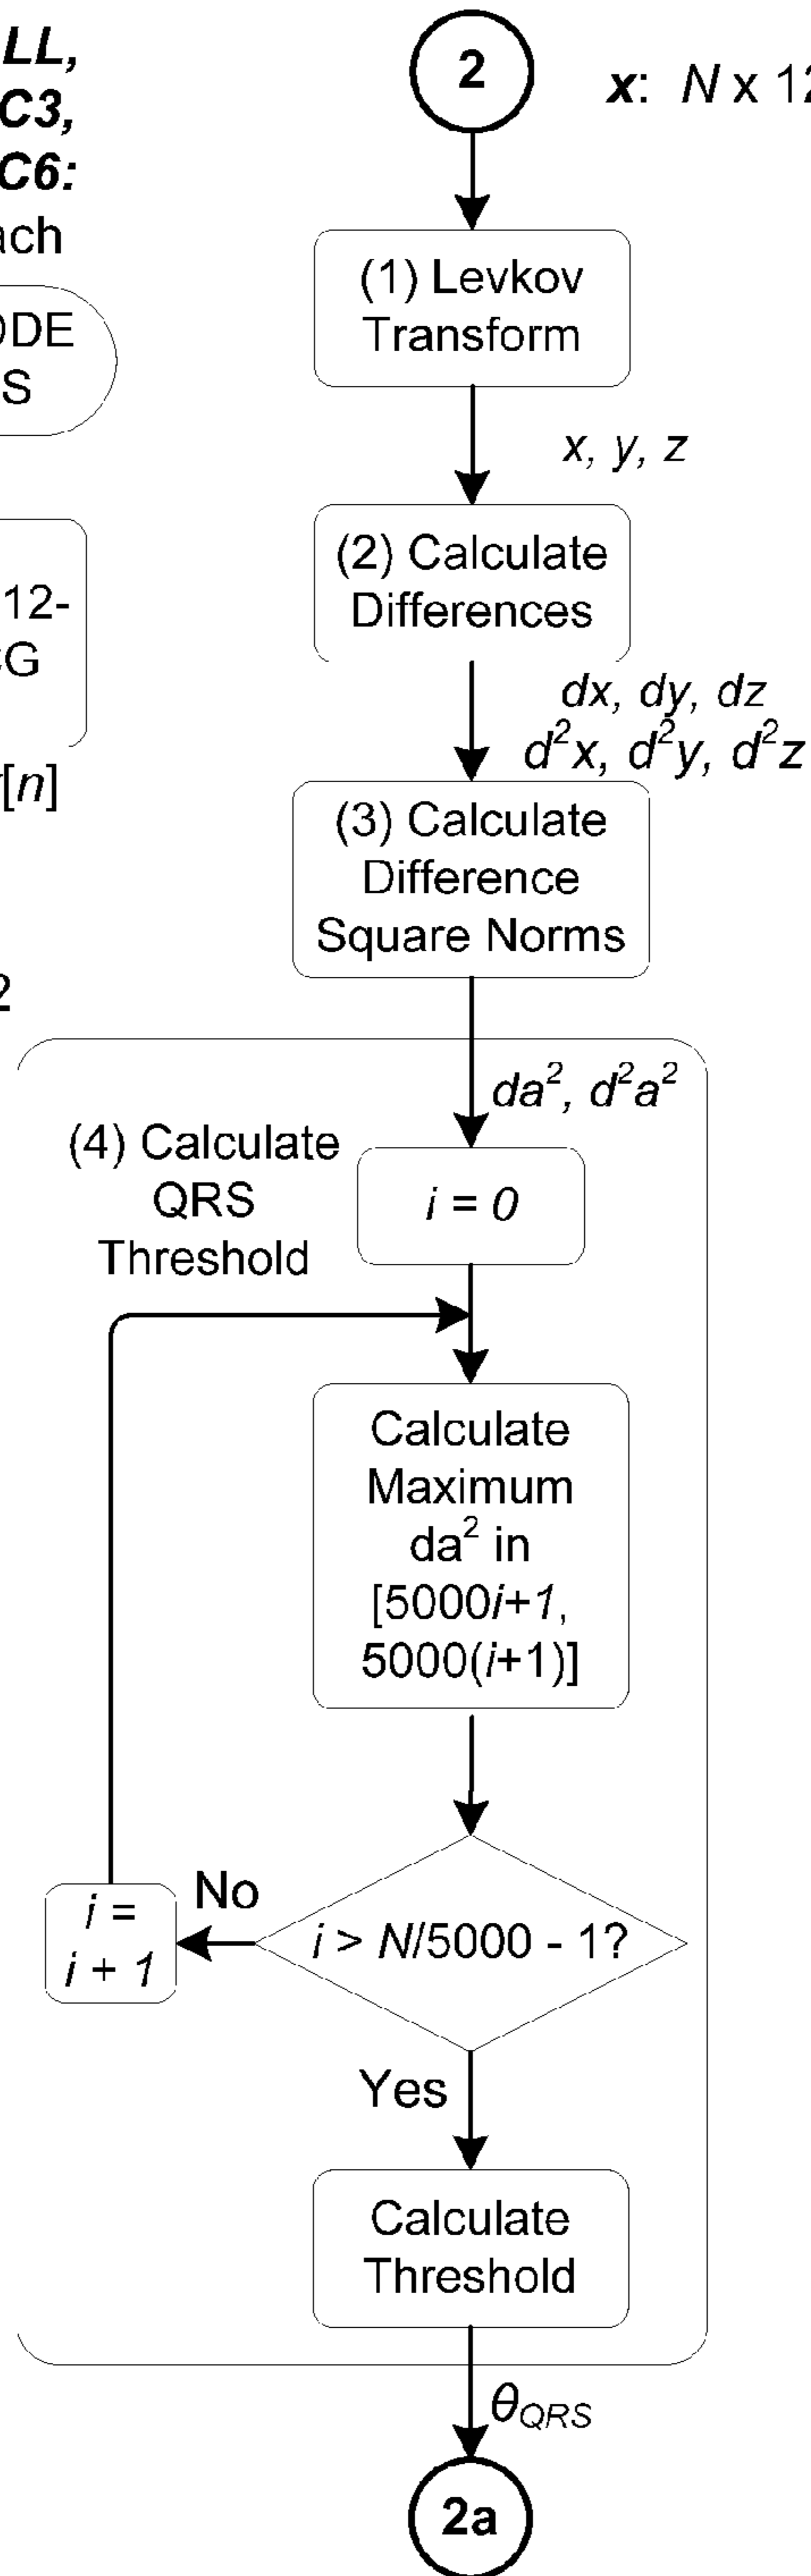 LL,
C3,
C6:
ach
ODE
S
12-
CG
[n]
2
2
x: N x 12
(1) Levkov
Transform
x, y, z
(2) Calculate
Differences
dx, dy, dz
d²x, d²y, d²z
(3) Calculate
Difference
Square Norms
da², d²a²
(4) Calculate
QRS
Threshold
i = 0
Calculate
Maximum
da² in
[5000i+1,
5000(i+1)]
i > N/5000 - 1?
No
i =
i + 1
Yes
Calculate
Threshold
θQRS
2a